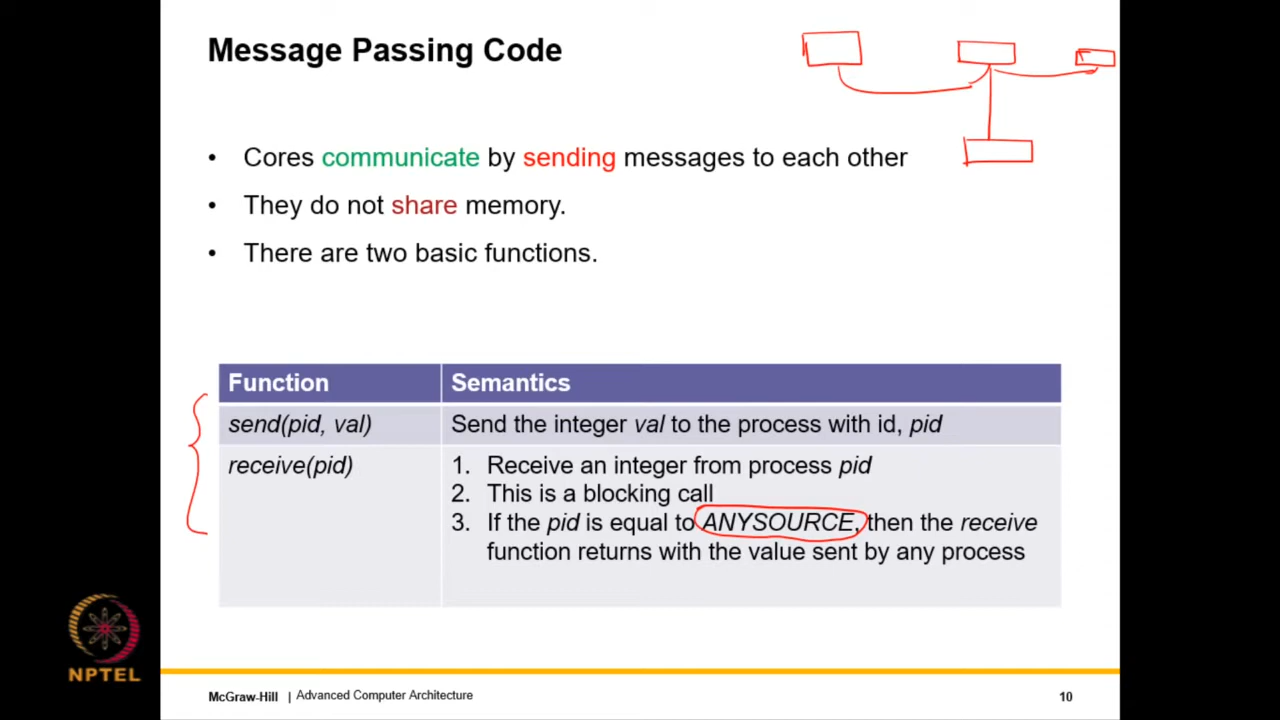 Message Passing Code
• Cores communicate by sending messages to each other
• They do not share memory.
• There are two basic functions.
Function Semantics
send(pid, val) Send the integer val to the process with id, pid
receive(pid) 1. Receive an integer from process pid
2. This is a blocking call
3. If the pid is equal to ANYSOURCE, then the receive
function returns with the value sent by any process
NPTEL
McGraw-Hill | Advanced Computer Architecture 10